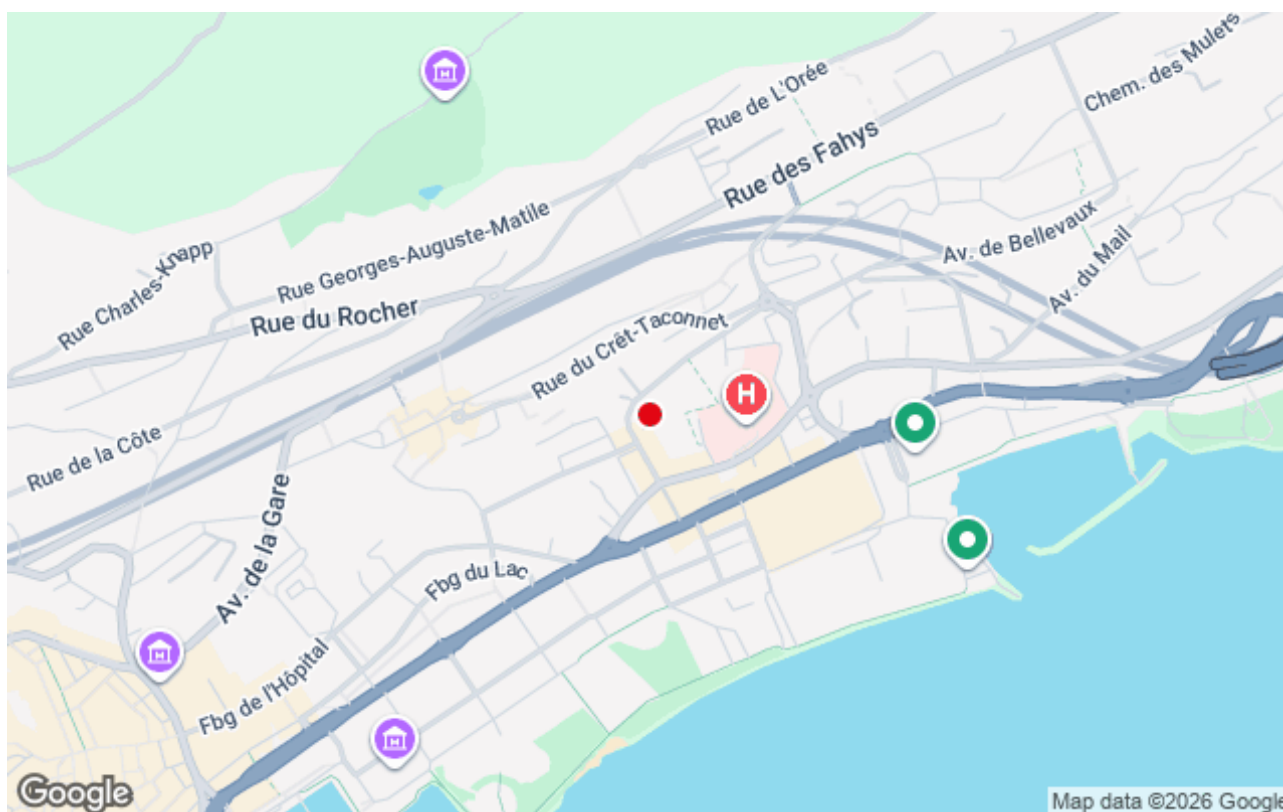 Chem. des Mulets
Rue de L'Orée
Rue des Fahys
Rue Charles-Knapp
Rue Georges-Auguste-Matile
Av. de Bellevaux
Av. du Mail
Rue du Rocher
Rue du Crêt-Taconnet
H
Rue de la Côte
Av. de la Gare
Fbg du Lac
Fbg de l'Hôpital
Google
Map data ©2026 Google